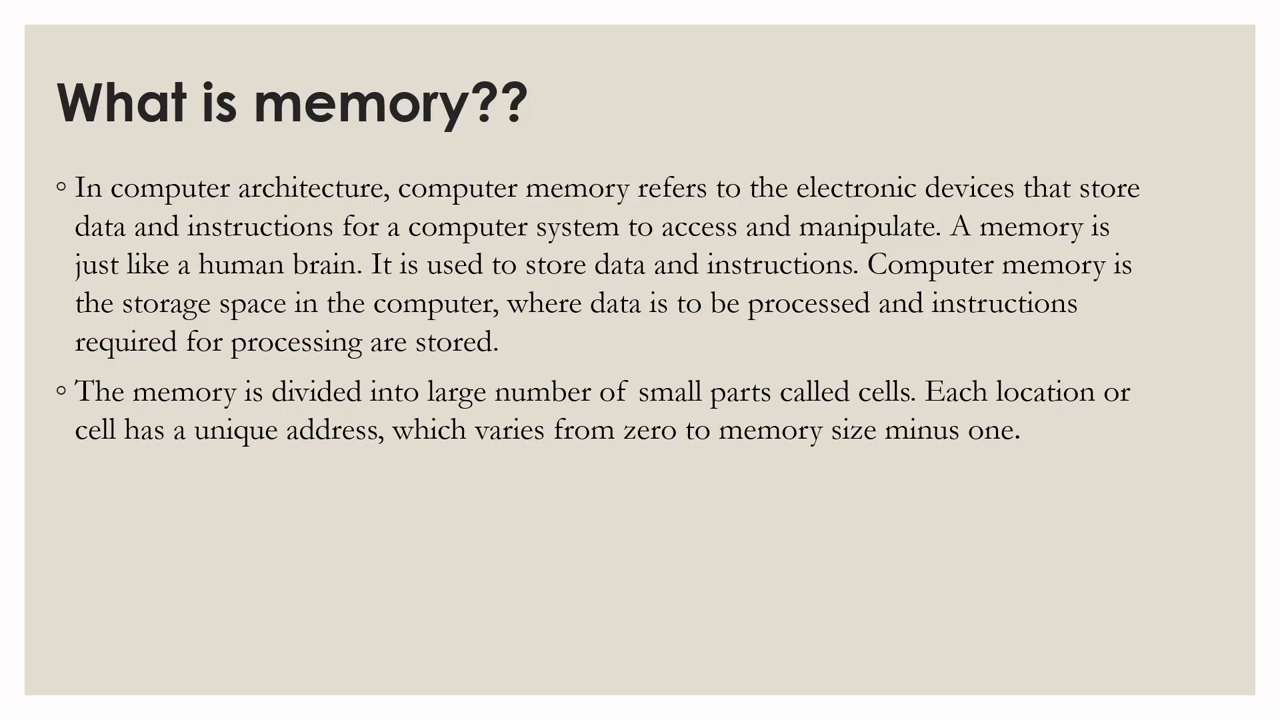 What is memory??
◦ In computer architecture, computer memory refers to the electronic devices that store
data and instructions for a computer system to access and manipulate. A memory is
just like a human brain. It is used to store data and instructions. Computer memory is
the storage space in the computer, where data is to be processed and instructions
required for processing are stored.
◦ The memory is divided into large number of small parts called cells. Each location or
cell has a unique address, which varies from zero to memory size minus one.